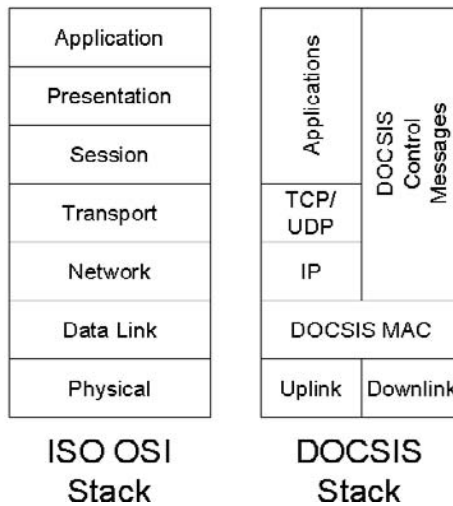 Application
Presentation
Session
Transport
Network
Data Link
Physical
ISO OSI
Stack
Applications
DOCSIS
Control
Messages
TCP/
UDP
IP
DOCSIS MAC
Uplink
Downlink
DOCSIS
Stack